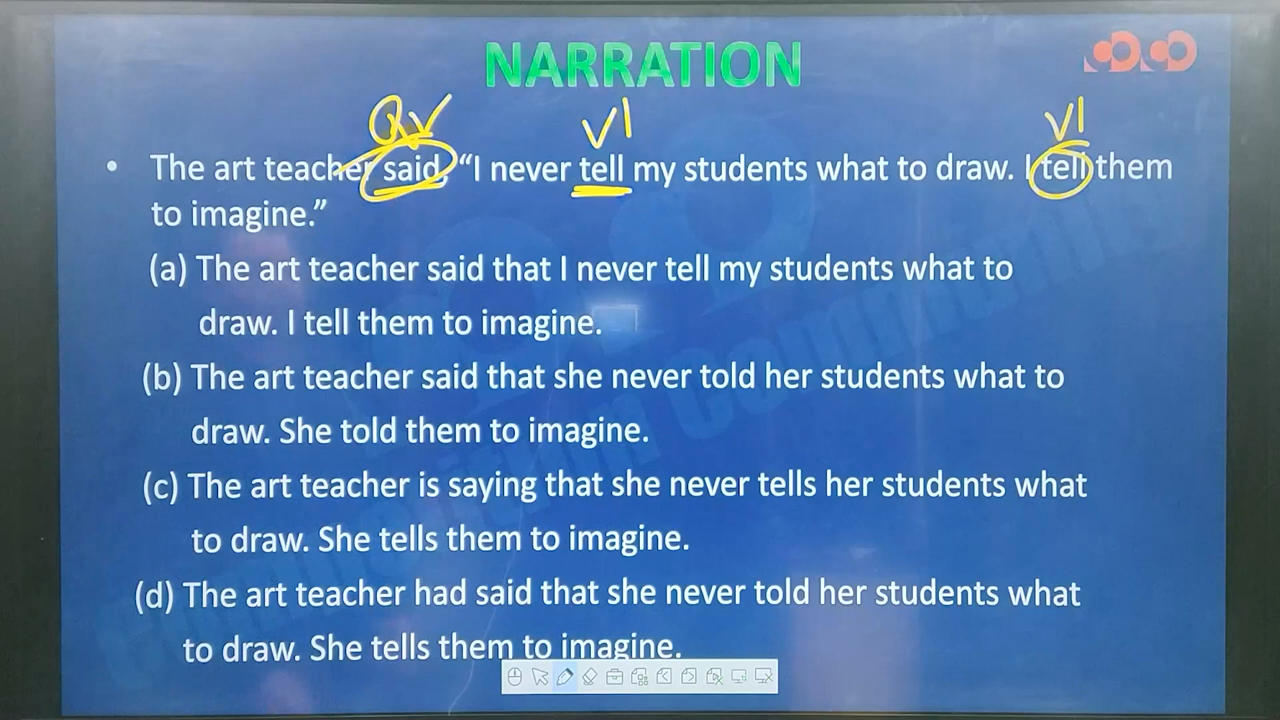 NARRATION
RV V1 V1
• The art teacher said, “I never tell my students what to draw. I tell them
to imagine.”
(a) The art teacher said that I never tell my students what to
draw. I tell them to imagine.
(b) The art teacher said that she never told her students what to
draw. She told them to imagine.
(c) The art teacher is saying that she never tells her students what
to draw. She tells them to imagine.
(d) The art teacher had said that she never told her students what
to draw. She tells them to imagine.